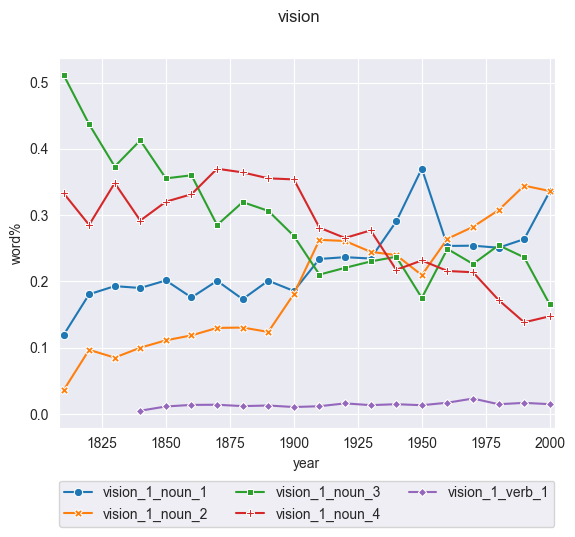 vision
0.5
0.4
0.3
0.2
0.1
0.0
word%
1825 1850 1875 1900 1925 1950 1975 2000
year
vision_1_noun_1 vision_1_noun_3 vision_1_verb_1
vision_1_noun_2 vision_1_noun_4